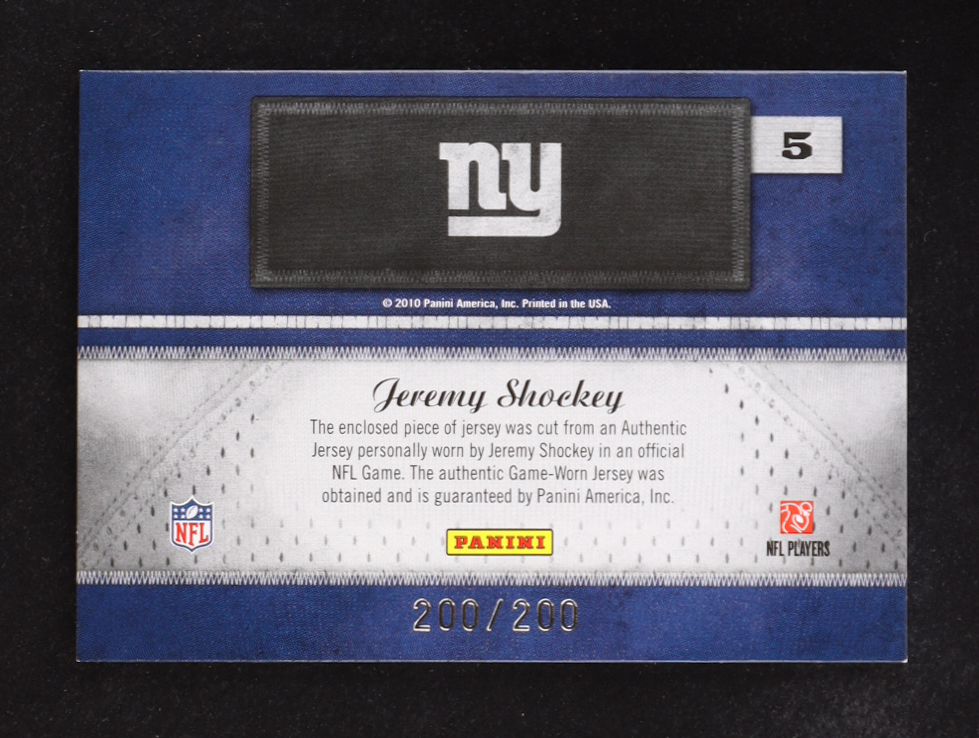 ny
5
© 2010 Panini America, Inc. Printed in the USA.
Jeremy Shockey
The enclosed piece of jersey was cut from an Authentic
Jersey personally worn by Jeremy Shockey in an official
NFL Game. The authentic Game-Worn Jersey was
obtained and is guaranteed by Panini America, Inc.
NFL
PANINI
NFL PLAYERS
200/200